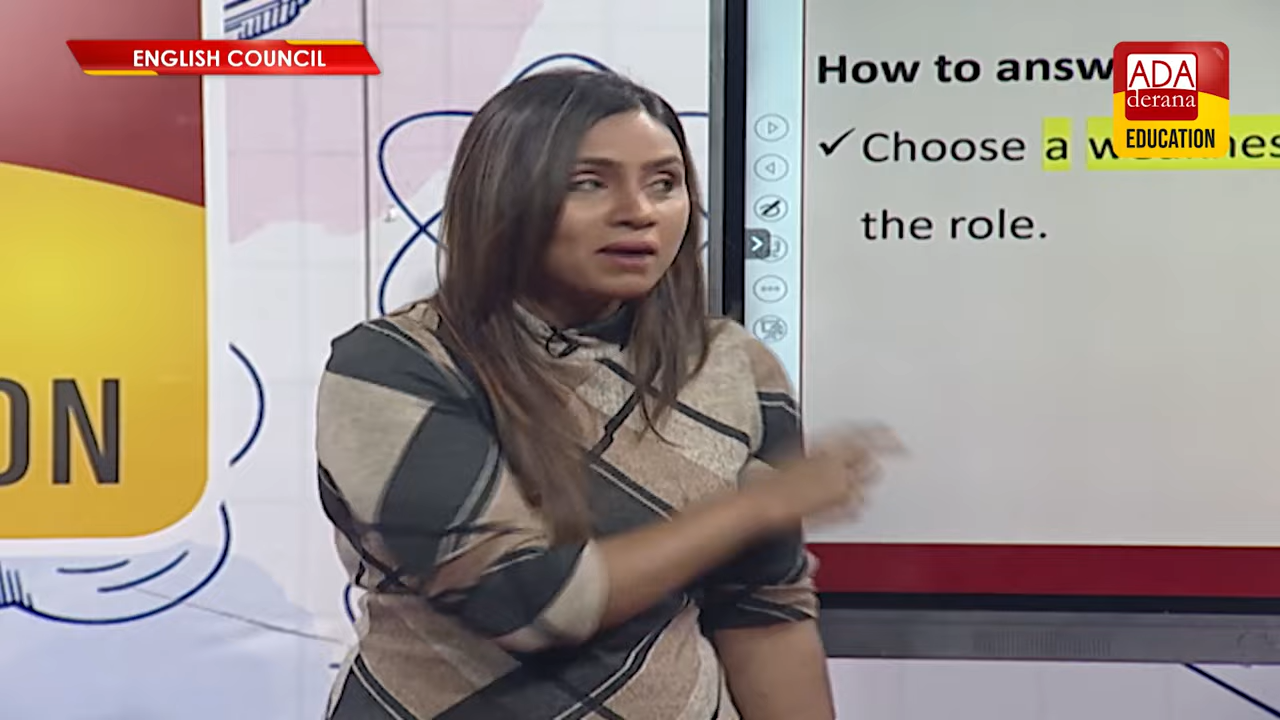 ENGLISH COUNCIL
How to answ
ADA
derana
EDUCATION
✓ Choose a
the role.
ON